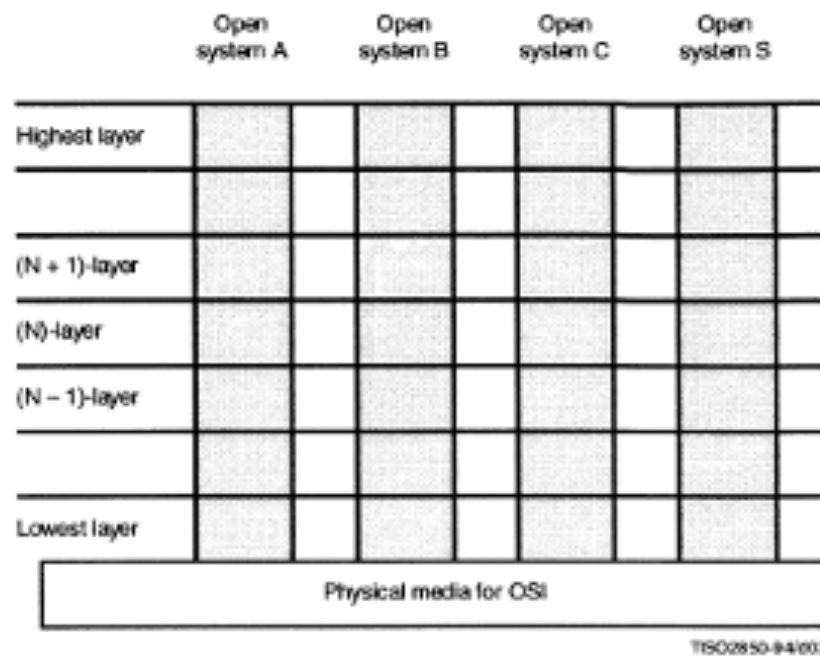 Open Open Open Open
system A system B system C system S
Highest layer
(N + 1)-layer
(N)-layer
(N – 1)-layer
Lowest layer
Physical media for OSI